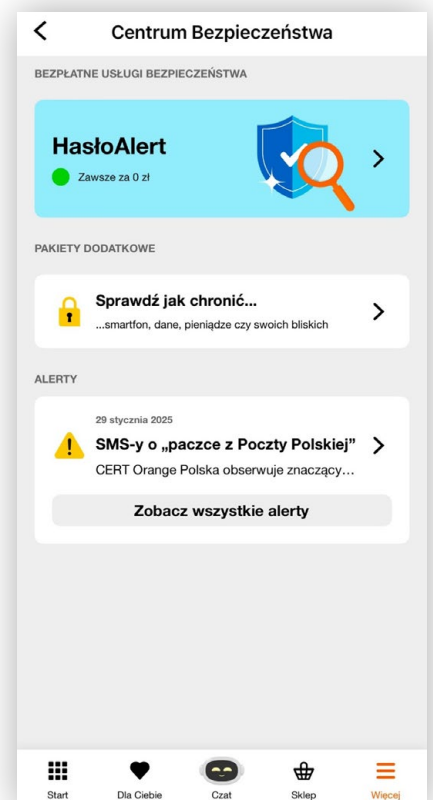 Centrum Bezpieczeństwa
BEZPŁATNE USŁUGI BEZPIECZEŃSTWA
HasłoAlert
Zawsze za 0 zł
PAKIETY DODATKOWE
Sprawdź jak chronić...
...smartfon, dane, pieniądze czy swoich bliskich
ALERTY
29 stycznia 2025
SMS-y o „paczce z Poczty Polskiej”
CERT Orange Polska obserwuje znaczący...
Zobacz wszystkie alerty
Start Dla Ciebie Czat Sklep Więcej